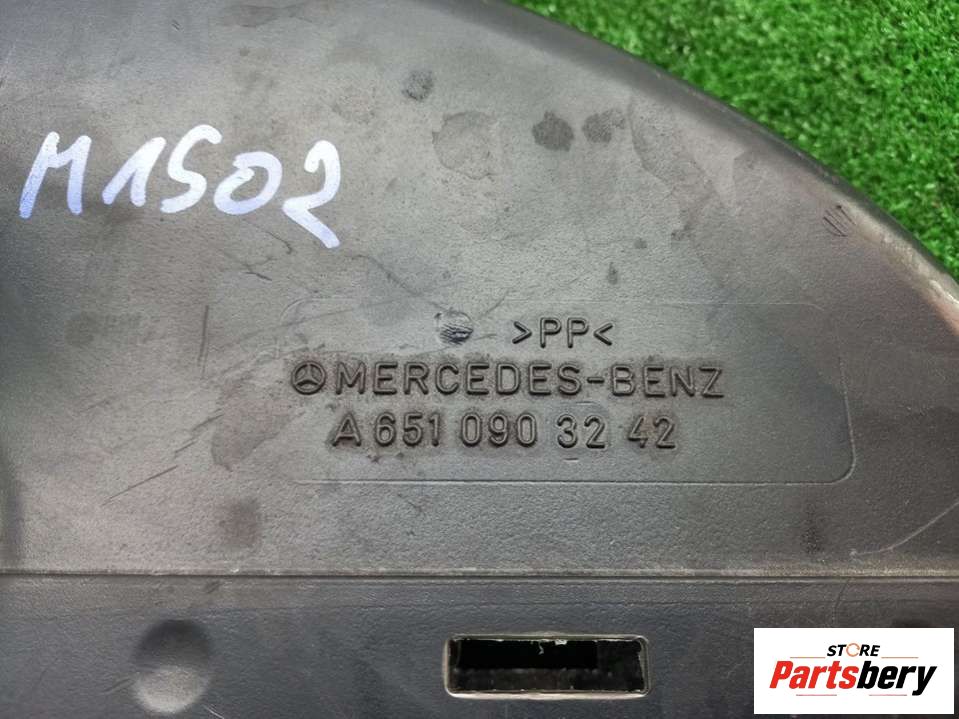 M1502
>PP<
MERCEDES-BENZ
A 651 090 32 42
STORE
Partsbery